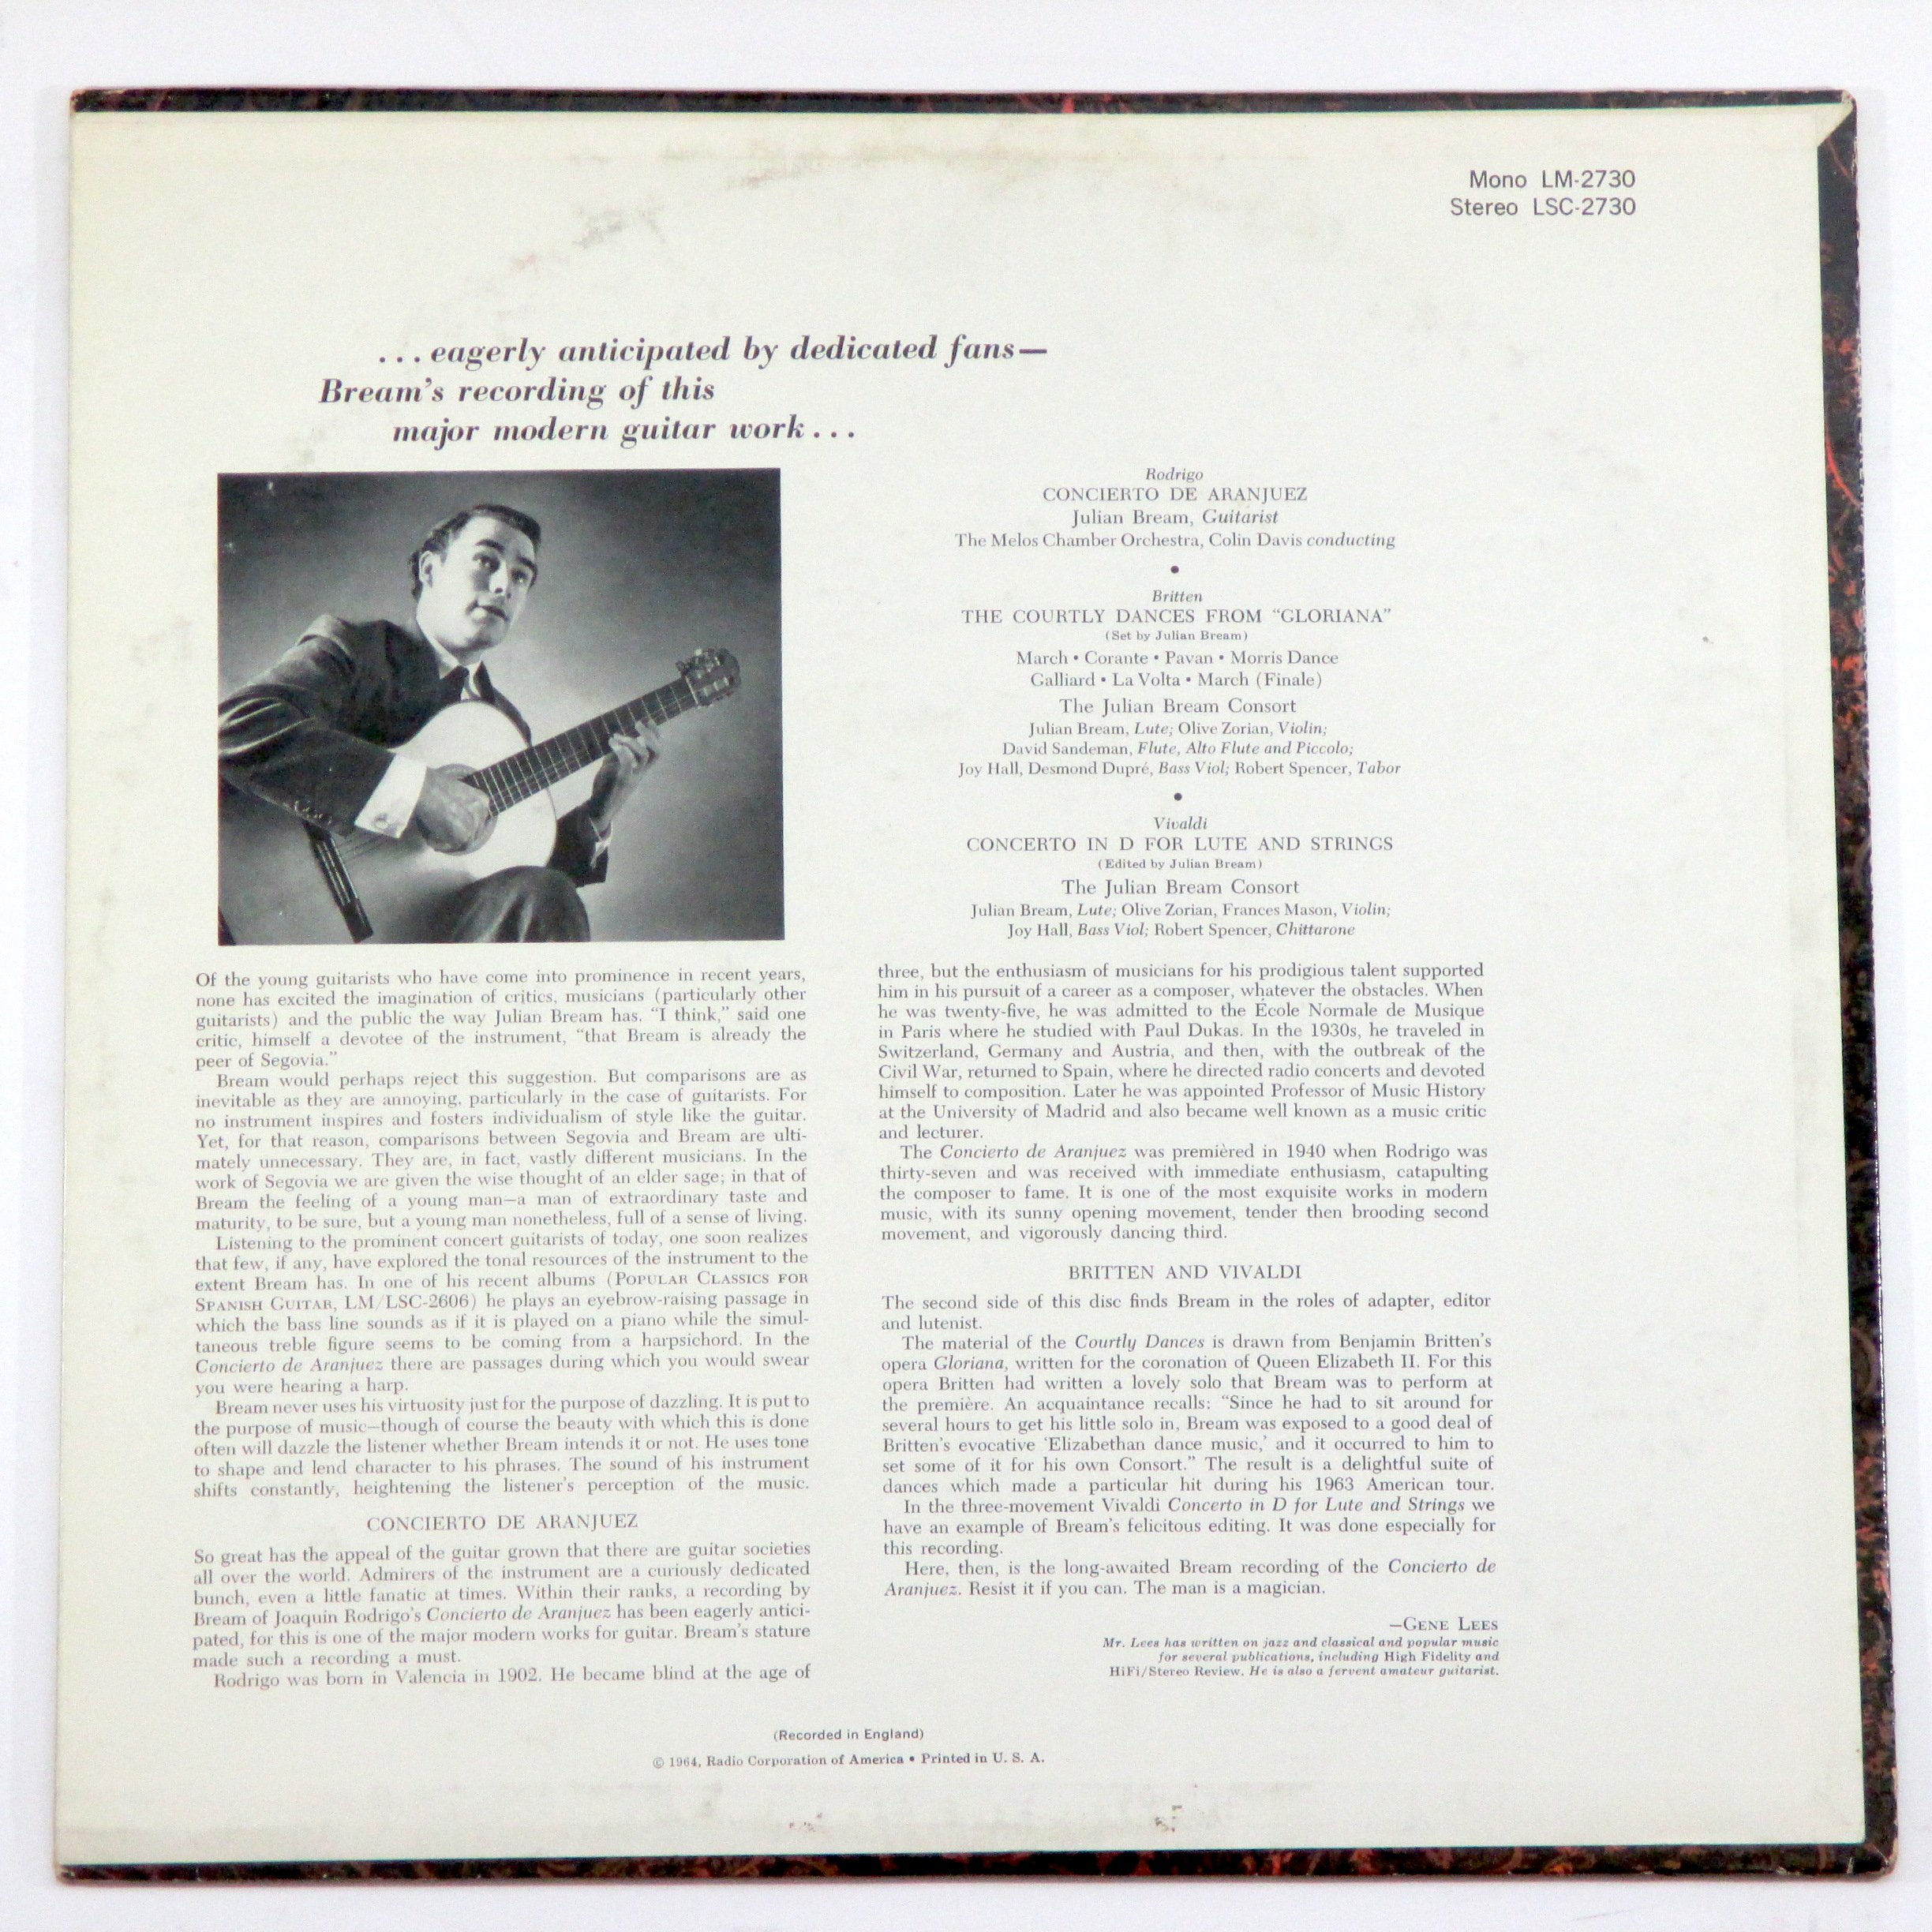 Mono LM-2730
Stereo LSC-2730
...eagerly anticipated by dedicated fans—
Bream's recording of this
major modern guitar work...
Rodrigo
CONCIERTO DE ARANJUEZ
Julian Bream, Guitarist
The Melos Chamber Orchestra, Colin Davis conducting
•
Britten
THE COURTLY DANCES FROM "GLORIANA"
(Set by Julian Bream)
March • Corante • Pavan • Morris Dance
Galliard • La Volta • March (Finale)
The Julian Bream Consort
Julian Bream, Lute; Olive Zorian, Violin;
David Sandeman, Flute, Alto Flute and Piccolo;
Joy Hall, Desmond Dupré, Bass Viol; Robert Spencer, Tabor
•
Vivaldi
CONCERTO IN D FOR LUTE AND STRINGS
(Edited by Julian Bream)
The Julian Bream Consort
Julian Bream, Lute; Olive Zorian, Frances Mason, Violin;
Joy Hall, Bass Viol; Robert Spencer, Chittarone
Of the young guitarists who have come into prominence in recent years,
none has excited the imagination of critics, musicians (particularly other
guitarists) and the public the way Julian Bream has. "I think," said one
critic, himself a devotee of the instrument, "that Bream is already the
peer of Segovia."
Bream would perhaps reject this suggestion. But comparisons are as
inevitable as they are annoying, particularly in the case of guitarists. For
no instrument inspires and fosters individualism of style like the guitar.
Yet, for that reason, comparisons between Segovia and Bream are ulti-
mately unnecessary. They are, in fact, vastly different musicians. In the
work of Segovia we are given the wise thought of an elder sage; in that of
Bream the feeling of a young man—a man of extraordinary taste and
maturity, to be sure, but a young man nonetheless, full of a sense of living.
Listening to the prominent concert guitarists of today, one soon realizes
that few, if any, have explored the tonal resources of the instrument to the
extent Bream has. In one of his recent albums (POPULAR CLASSICS FOR
SPANISH GUITAR, LM/LSC-2606) he plays an eyebrow-raising passage in
which the bass line sounds as if it is played on a piano while the simul-
taneous treble figure seems to be coming from a harpsichord. In the
Concierto de Aranjuez there are passages during which you would swear
you were hearing a harp.
Bream never uses his virtuosity just for the purpose of dazzling. It is put to
the purpose of music—though of course the beauty with which this is done
often will dazzle the listener whether Bream intends it or not. He uses tone
to shape and lend character to his phrases. The sound of his instrument
shifts constantly, heightening the listener's perception of the music.
CONCIERTO DE ARANJUEZ
So great has the appeal of the guitar grown that there are guitar societies
all over the world. Admirers of the instrument are a curiously dedicated
bunch, even a little fanatic at times. Within their ranks, a recording by
Bream of Joaquin Rodrigo's Concierto de Aranjuez has been eagerly antici-
pated, for this is one of the major modern works for guitar. Bream's stature
made such a recording a must.
Rodrigo was born in Valencia in 1902. He became blind at the age of
three, but the enthusiasm of musicians for his prodigious talent supported
him in his pursuit of a career as a composer, whatever the obstacles. When
he was twenty-five, he was admitted to the École Normale de Musique
in Paris where he studied with Paul Dukas. In the 1930s, he traveled in
Switzerland, Germany and Austria, and then, with the outbreak of the
Civil War, returned to Spain, where he directed radio concerts and devoted
himself to composition. Later he was appointed Professor of Music History
at the University of Madrid and also became well known as a music critic
and lecturer.
The Concierto de Aranjuez was premièred in 1940 when Rodrigo was
thirty-seven and was received with immediate enthusiasm, catapulting
the composer to fame. It is one of the most exquisite works in modern
music, with its sunny opening movement, tender then brooding second
movement, and vigorously dancing third.
BRITTEN AND VIVALDI
The second side of this disc finds Bream in the roles of adapter, editor
and lutenist.
The material of the Courtly Dances is drawn from Benjamin Britten's
opera Gloriana, written for the coronation of Queen Elizabeth II. For this
opera Britten had written a lovely solo that Bream was to perform at
the première. An acquaintance recalls: "Since he had to sit around for
several hours to get his little solo in, Bream was exposed to a good deal of
Britten's evocative 'Elizabethan dance music,' and it occurred to him to
set some of it for his own Consort." The result is a delightful suite of
dances which made a particular hit during his 1963 American tour.
In the three-movement Vivaldi Concerto in D for Lute and Strings we
have an example of Bream's felicitous editing. It was done especially for
this recording.
Here, then, is the long-awaited Bream recording of the Concierto de
Aranjuez. Resist it if you can. The man is a magician.
—GENE LEES
Mr. Lees has written on jazz and classical and popular music
for several publications, including High Fidelity and
HiFi/Stereo Review. He is also a fervent amateur guitarist.
(Recorded in England)
© 1964, Radio Corporation of America • Printed in U. S. A.